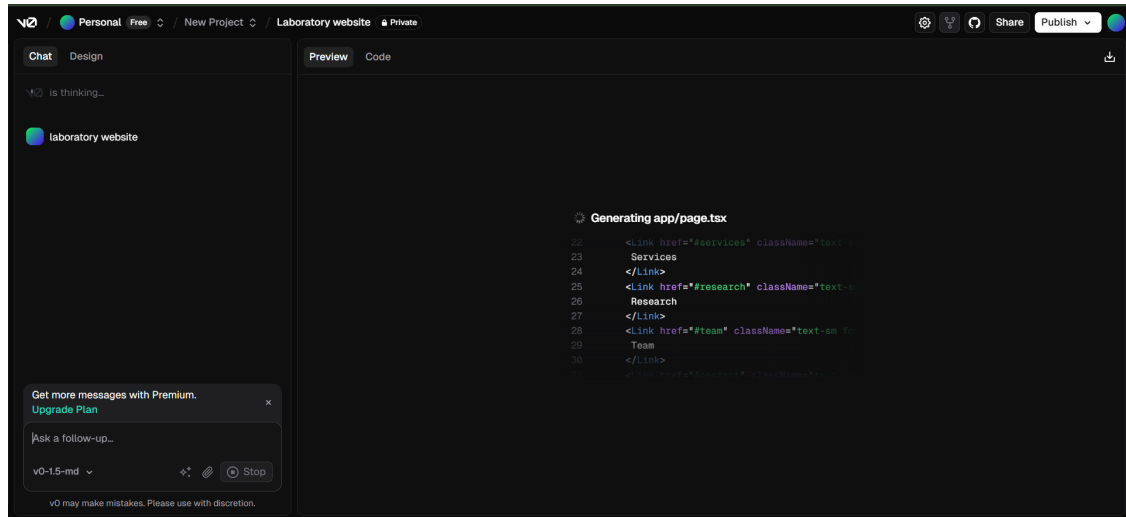 v0 / Personal Free / New Project / Laboratory website Private
Share Publish
Chat Design
Preview Code
v0 is thinking...
laboratory website
Generating app/page.tsx
22 <Link href="#services" className="text-s
23 Services
24 </Link>
25 <Link href="#research" className="text-s
26 Research
27 </Link>
28 <Link href="#team" className="text-sm fo
29 Team
30 </Link>
Get more messages with Premium.
Upgrade Plan
Ask a follow-up...
v0-1.5-md
Stop
v0 may make mistakes. Please use with discretion.